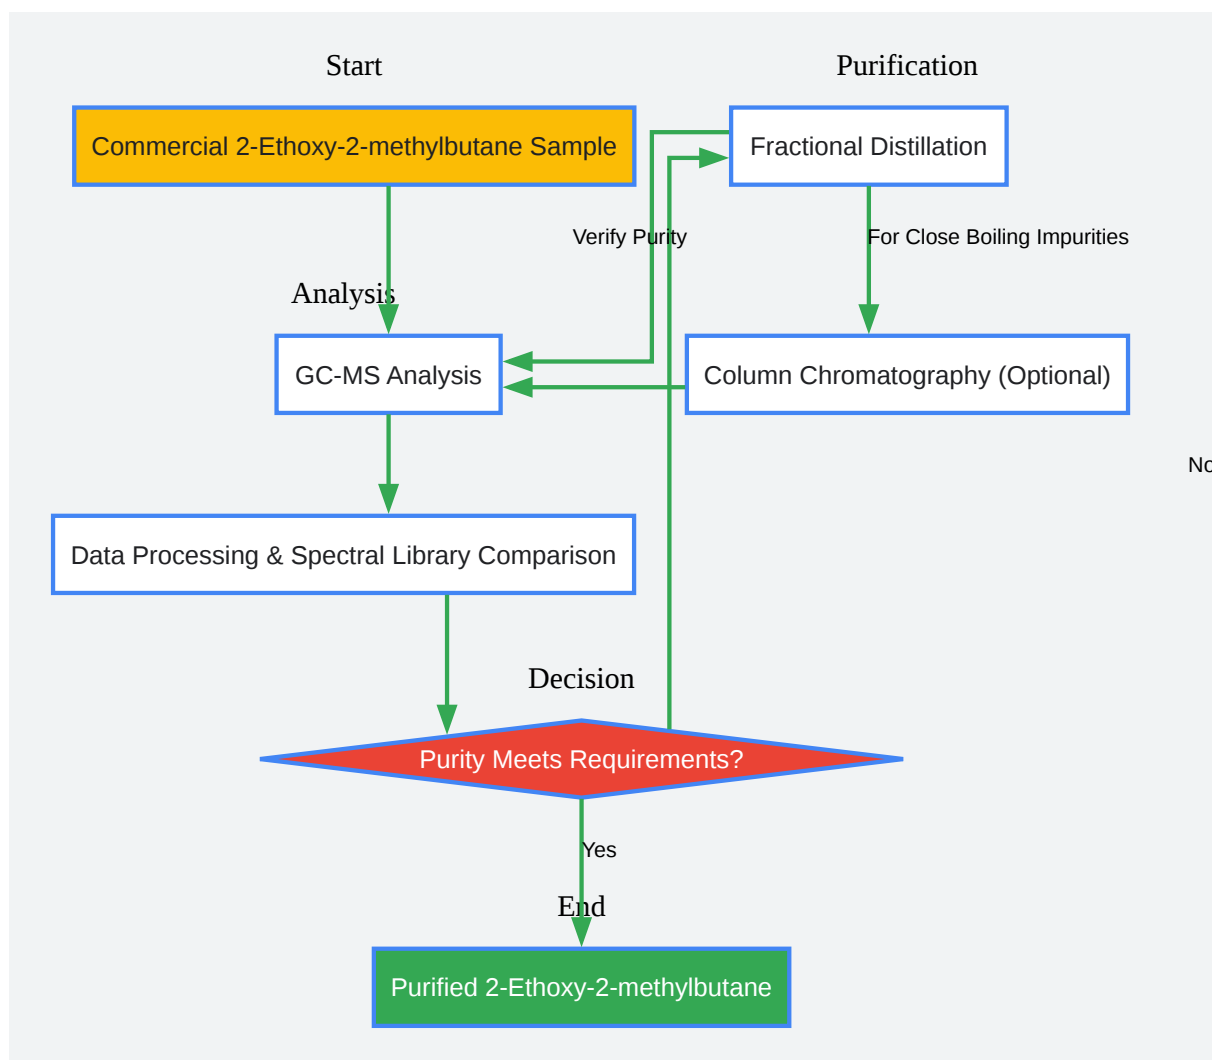 Start
Purification
Commercial 2-Ethoxy-2-methylbutane Sample
Fractional Distillation
Verify Purity
For Close Boiling Impurities
Analysis
GC-MS Analysis
Column Chromatography (Optional)
No
Data Processing & Spectral Library Comparison
Decision
Purity Meets Requirements?
Yes
End
Purified 2-Ethoxy-2-methylbutane